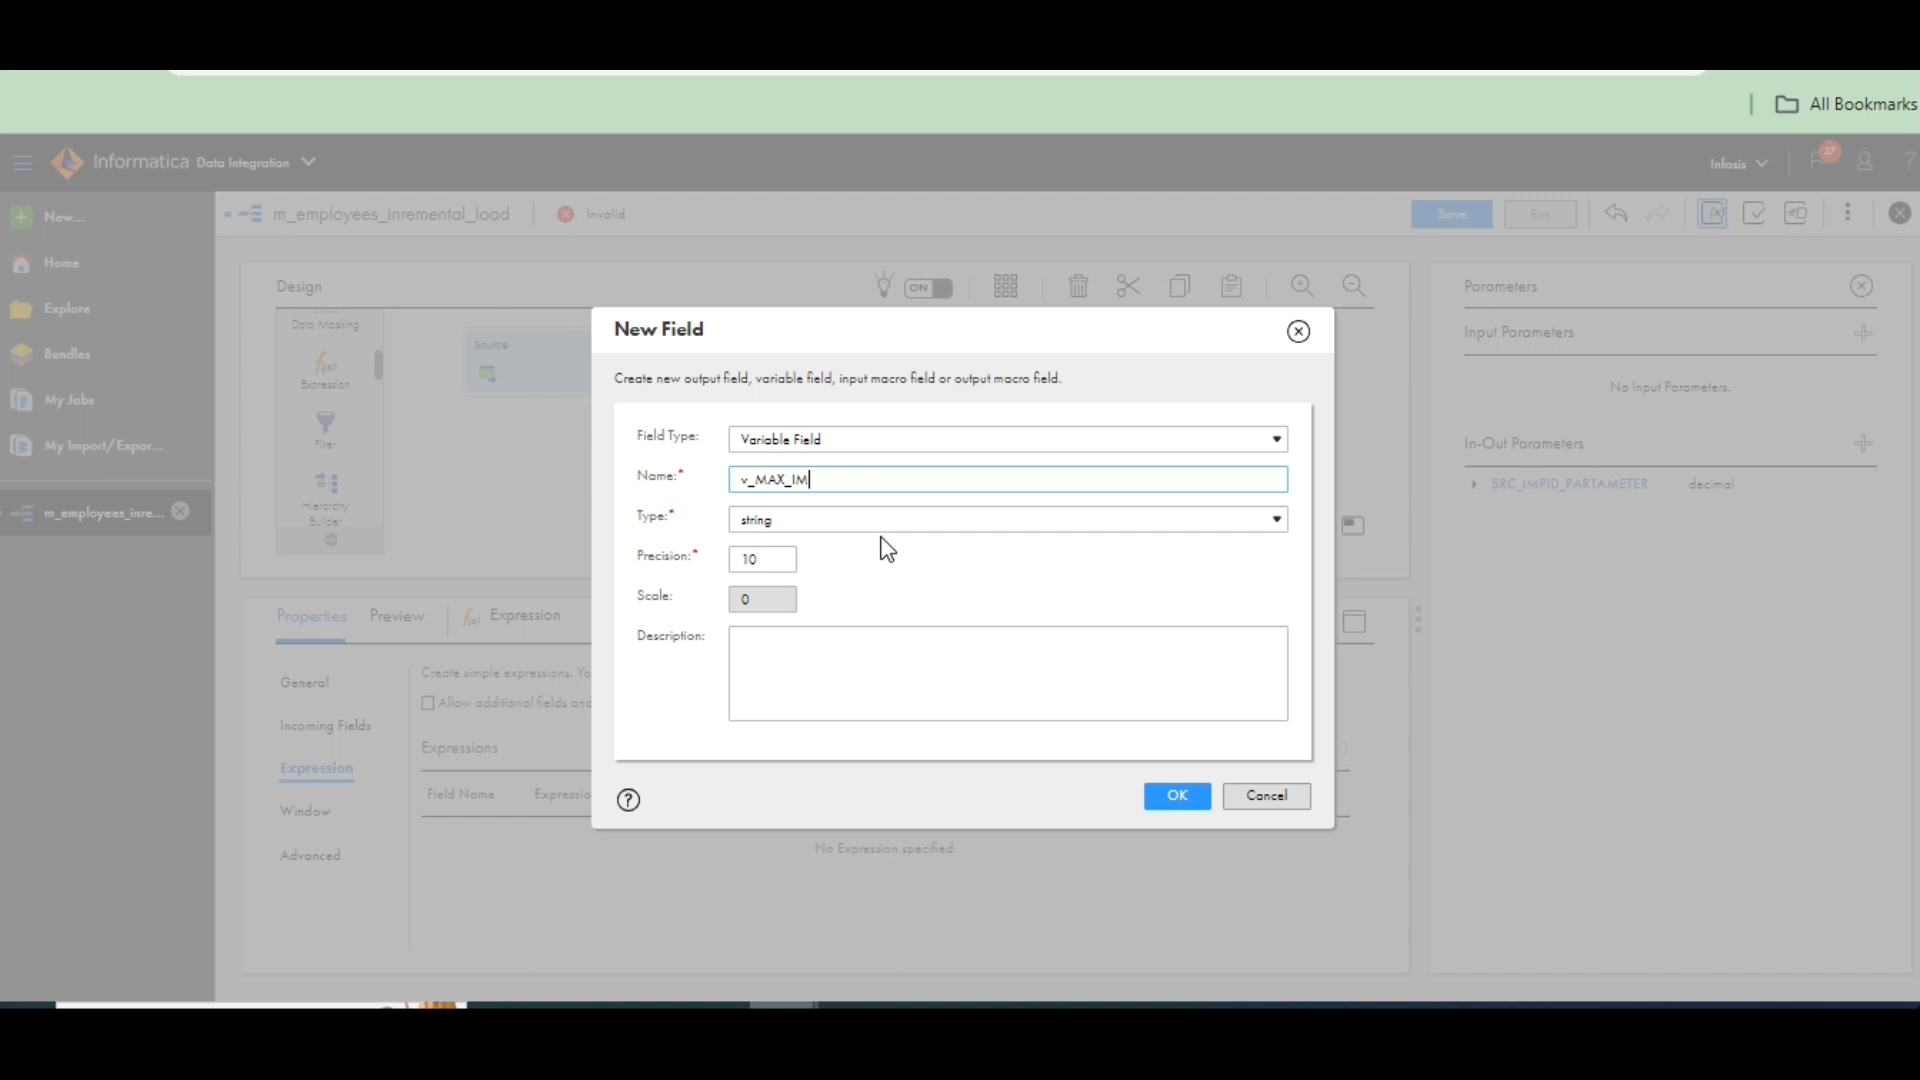 All Bookmarks
Informatica Data Integration
Infosis
27
?
New...
m_employees_inremental_load
Invalid
Save
Run
Home
Explore
Bundles
My Jobs
My Import/Expor...
m_employees_inre...
Design
ON
Data Masking
Expression
Filter
Hierarchy
Builder
Source
Parameters
Input Parameters
No Input Parameters.
In-Out Parameters
SRC_IMPID_PARTAMETER decimal
New Field
Create new output field, variable field, input macro field or output macro field.
Field Type: Variable Field
Name:* v_MAX_IM
Type:* string
Precision:* 10
Scale: 0
Description:
?
OK
Cancel
Properties
Preview
f(x) Expression
General
Incoming Fields
Expression
Window
Advanced
Create simple expressions. Yo
Allow additional fields and
Expressions
Field Name
Expressio
No Expression specified.